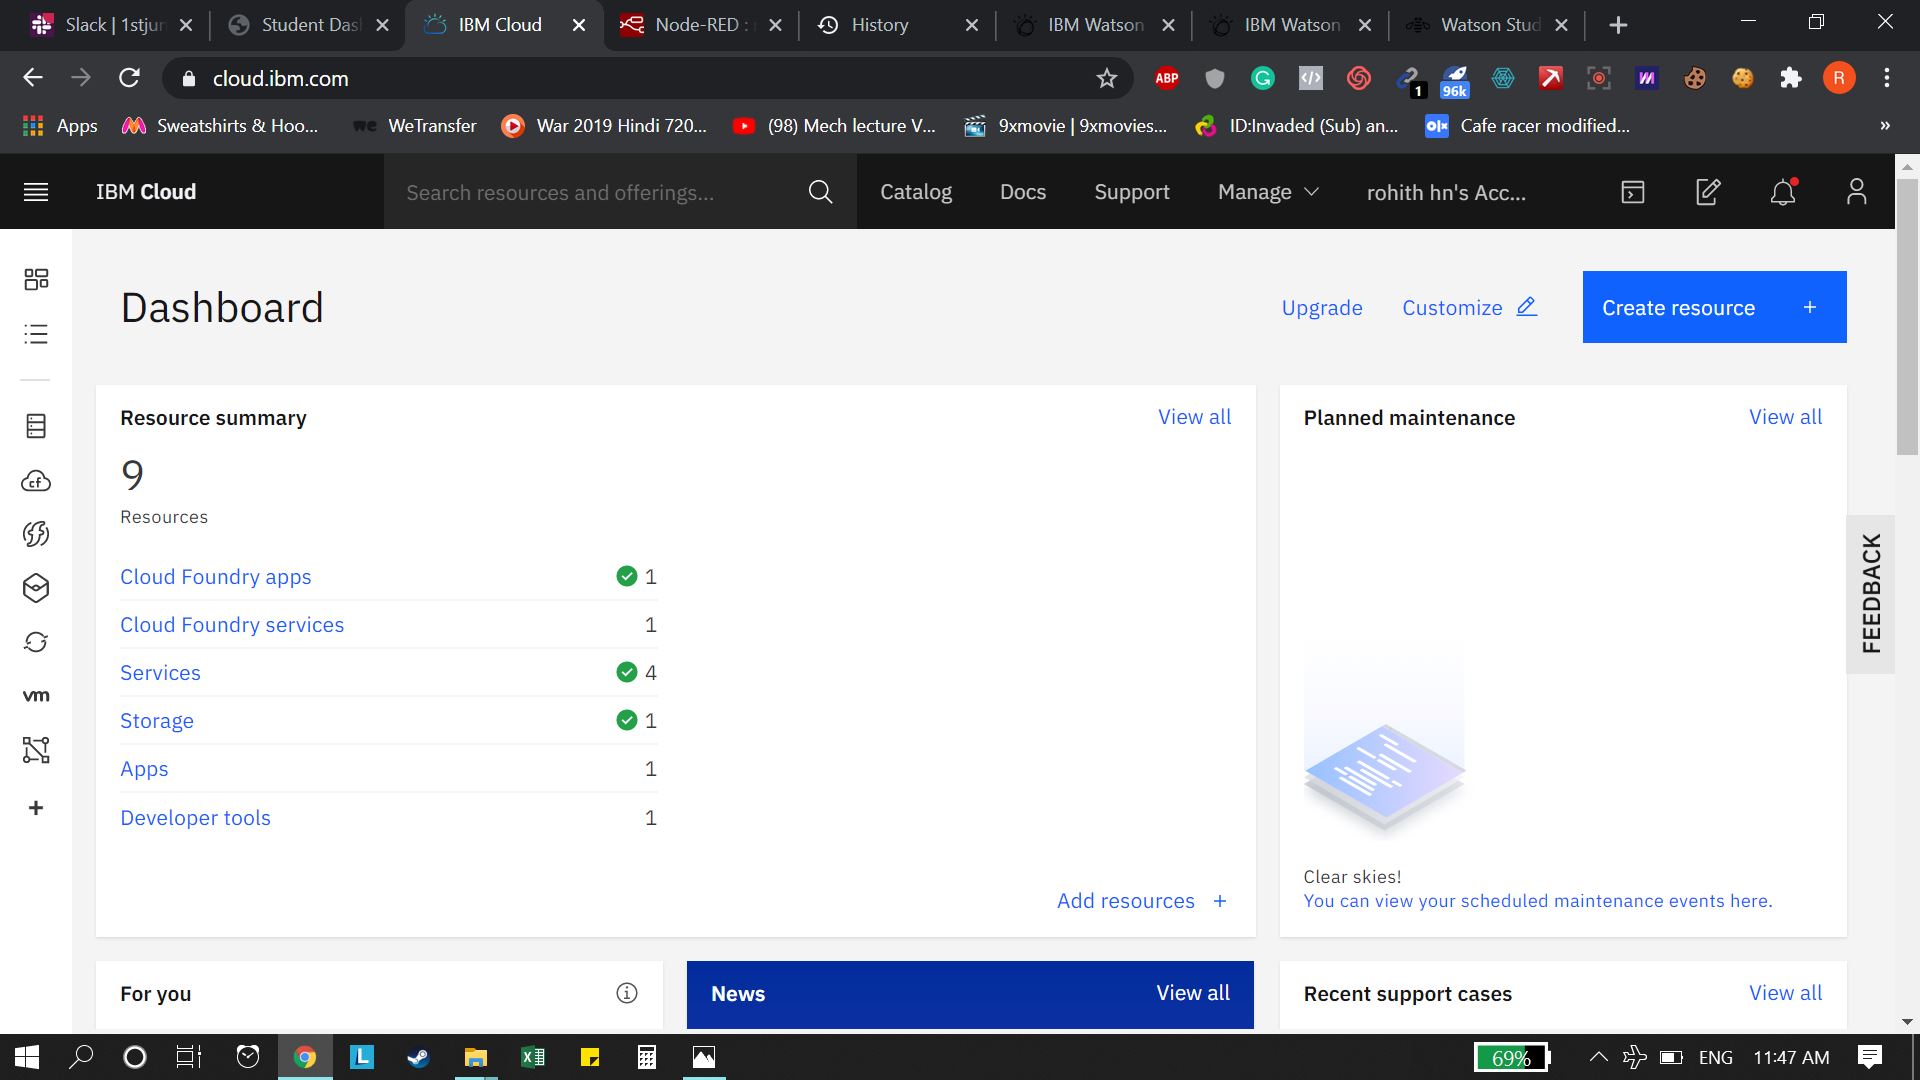 Slack | 1stjun
Student Das
IBM Cloud
Node-RED :
History
IBM Watson
IBM Watson
Watson Stud
cloud.ibm.com
ABP
1
96k
R
Apps
Sweatshirts & Hoo...
we WeTransfer
War 2019 Hindi 720...
(98) Mech lecture V...
9xmovie | 9xmovies...
ID:Invaded (Sub) an...
olx Cafe racer modified...
»
IBM Cloud
Search resources and offerings...
Catalog
Docs
Support
Manage
rohith hn's Acc...
Dashboard
Upgrade
Customize
Create resource +
Resource summary
View all
9
Resources
Cloud Foundry apps 1
Cloud Foundry services 1
Services 4
Storage 1
Apps 1
Developer tools 1
Add resources +
Planned maintenance
View all
Clear skies!
You can view your scheduled maintenance events here.
FEEDBACK
cf
vm
For you
News
View all
Recent support cases
View all
L
69%
ENG
11:47 AM